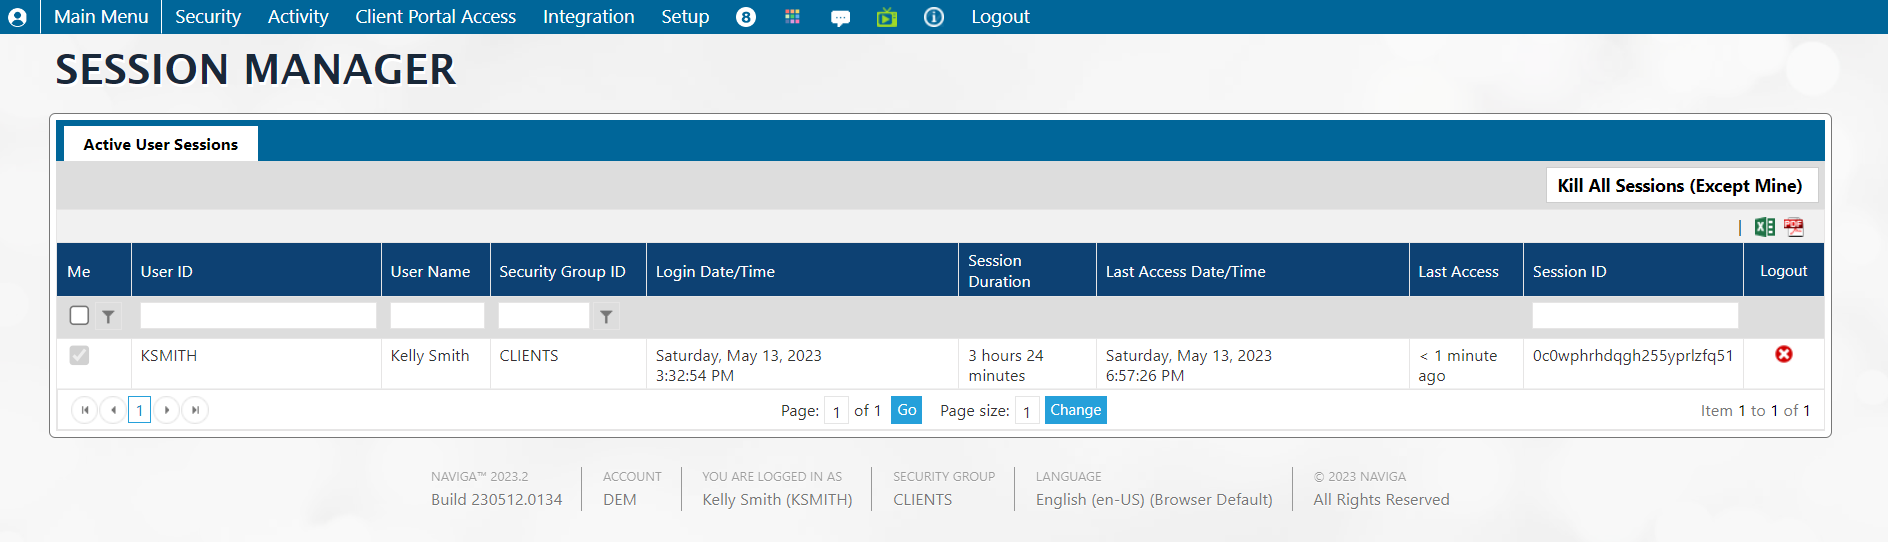 Main Menu Security Activity Client Portal Access Integration Setup 8 Logout
SESSION MANAGER
Active User Sessions
Kill All Sessions (Except Mine)
Me User ID User Name Security Group ID Login Date/Time Session Duration Last Access Date/Time Last Access Session ID Logout
KSMITH Kelly Smith CLIENTS Saturday, May 13, 2023 3 hours 24 Saturday, May 13, 2023 < 1 minute 0c0wphrhdqgh255yprlzfq51
3:32:54 PM minutes 6:57:26 PM ago
1 Page: 1 of 1 Go Page size: 1 Change Item 1 to 1 of 1
NAVIGA™ 2023.2 ACCOUNT YOU ARE LOGGED IN AS SECURITY GROUP LANGUAGE © 2023 NAVIGA
Build 230512.0134 DEM Kelly Smith (KSMITH) CLIENTS English (en-US) (Browser Default) All Rights Reserved